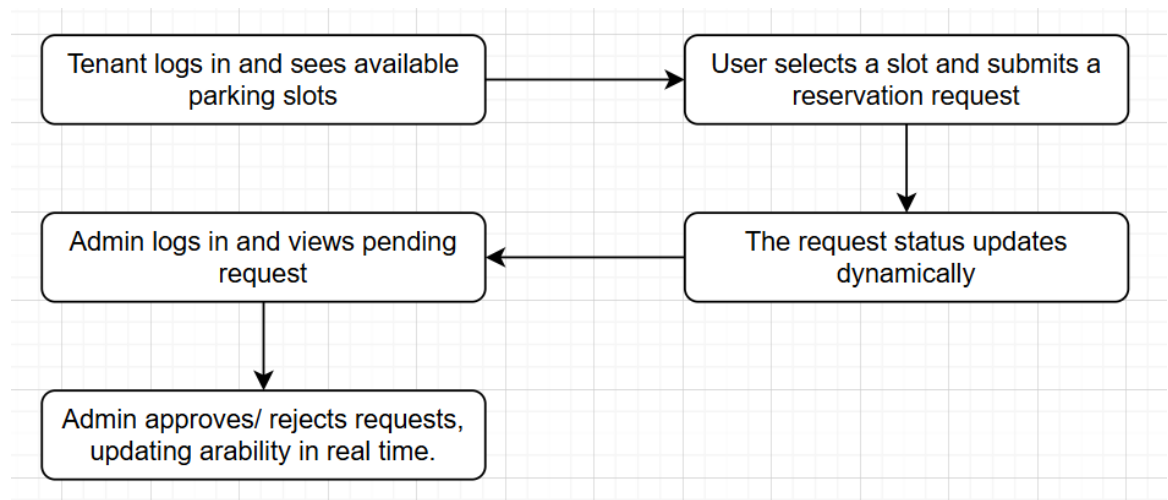 Tenant logs in and sees available
parking slots
User selects a slot and submits a
reservation request
The request status updates
dynamically
Admin logs in and views pending
request
Admin approves/ rejects requests,
updating arability in real time.